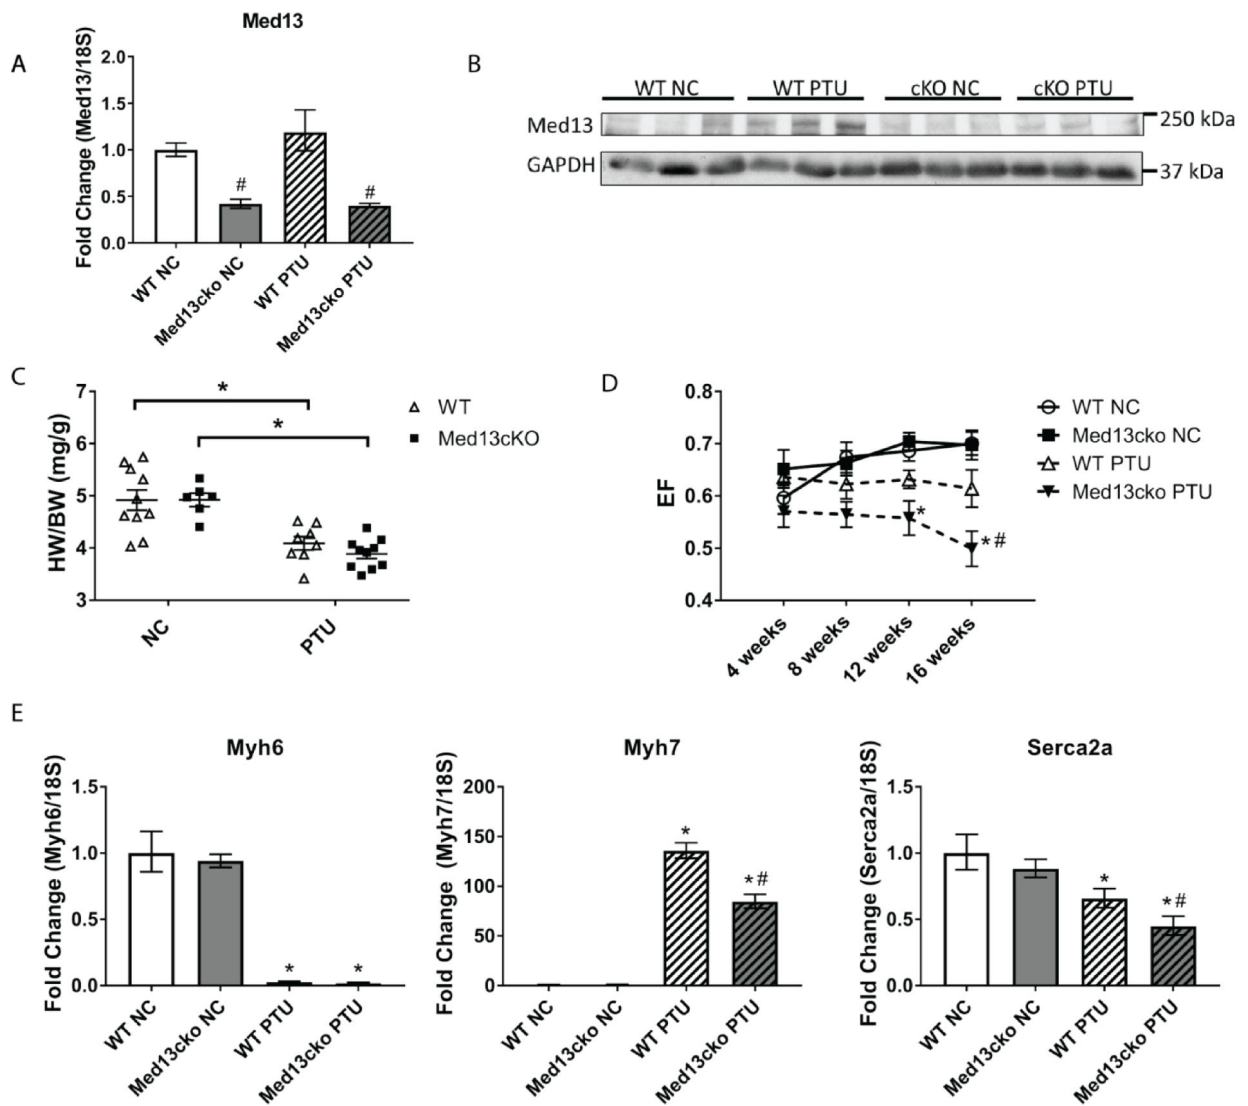 A
Med13
Fold Change (Med13/18S)
2.0
1.5
1.0
0.5
0.0
#
#
WT NC
Med13cko NC
WT PTU
Med13cko PTU
B
WT NC
WT PTU
cKO NC
cKO PTU
Med13
250 kDa
GAPDH
37 kDa
C
HW/BW (mg/g)
7
6
5
4
3
*
*
WT
Med13cKO
NC
PTU
D
EF
0.8
0.7
0.6
0.5
0.4
*
*#
WT NC
Med13cko NC
WT PTU
Med13cko PTU
4 weeks
8 weeks
12 weeks
16 weeks
E
Myh6
Fold Change (Myh6/18S)
1.5
1.0
0.5
0.0
*
*
WT NC
Med13cko NC
WT PTU
Med13cko PTU
Myh7
Fold Change (Myh7/18S)
200
150
100
50
0
*
*#
WT NC
Med13cko NC
WT PTU
Med13cko PTU
Serca2a
Fold Change (Serca2a/18S)
1.5
1.0
0.5
0.0
*
*#
WT NC
Med13cko NC
WT PTU
Med13cko PTU